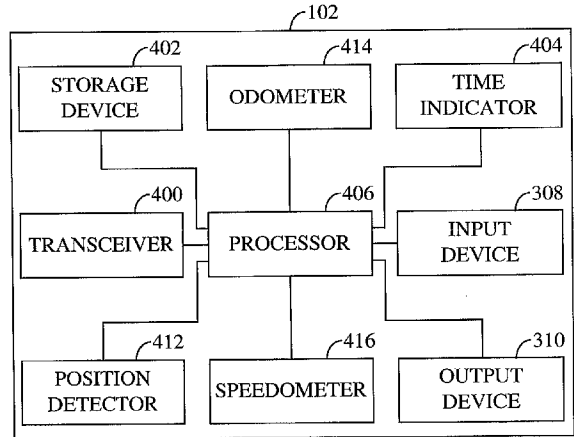 102
402
STORAGE
DEVICE
414
ODOMETER
404
TIME
INDICATOR
400
TRANSCEIVER
406
PROCESSOR
308
INPUT
DEVICE
412
POSITION
DETECTOR
416
SPEEDOMETER
310
OUTPUT
DEVICE